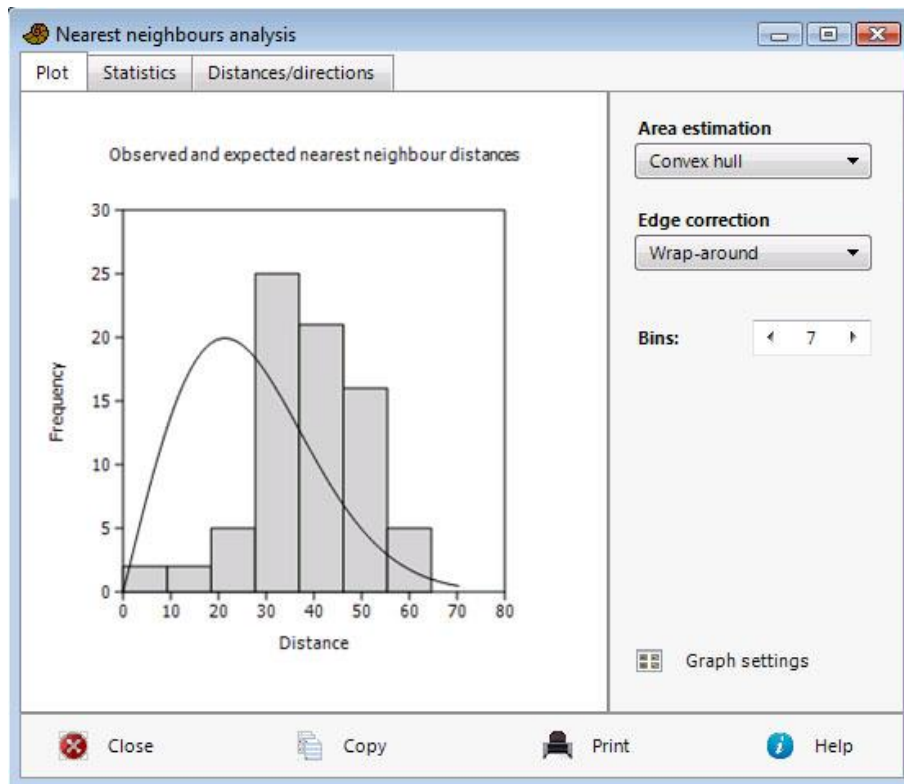 Nearest neighbours analysis
Plot Statistics Distances/directions
Observed and expected nearest neighbour distances
30
25
20
15
10
5
0
Frequency
0 10 20 30 40 50 60 70 80
Distance
Area estimation
Convex hull
Edge correction
Wrap-around
Bins: 7
Graph settings
Close Copy Print Help